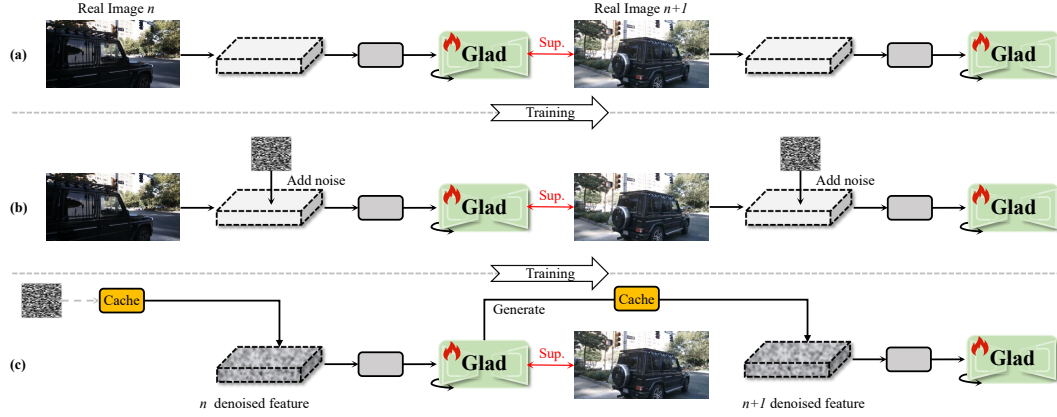 Real Image n
Real Image n+1
(a)
Glad
Sup.
Glad
Training
Add noise
Add noise
(b)
Glad
Sup.
Glad
Training
Cache
Generate
Cache
(c)
Glad
Sup.
Glad
n denoised feature
n+1 denoised feature